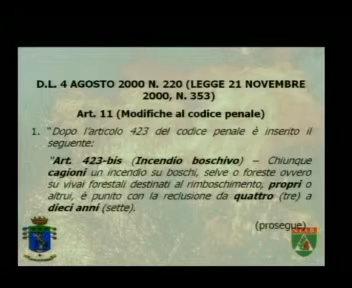 D.L. 4 AGOSTO 2000 N. 220 (LEGGE 21 NOVEMBRE
2000, N. 353)
Art. 11 (Modifiche al codice penale)
1. "Dopo l'articolo 423 del codice penale è inserito il
seguente:
"Art. 423-bis (Incendio boschivo) – Chiunque
cagioni un incendio su boschi, selve o foreste ovvero
su vivai forestali destinati al rimboschimento, propri o
altrui, è punito con la reclusione da quattro (tre) a
dieci anni (sette).
(prosegue)